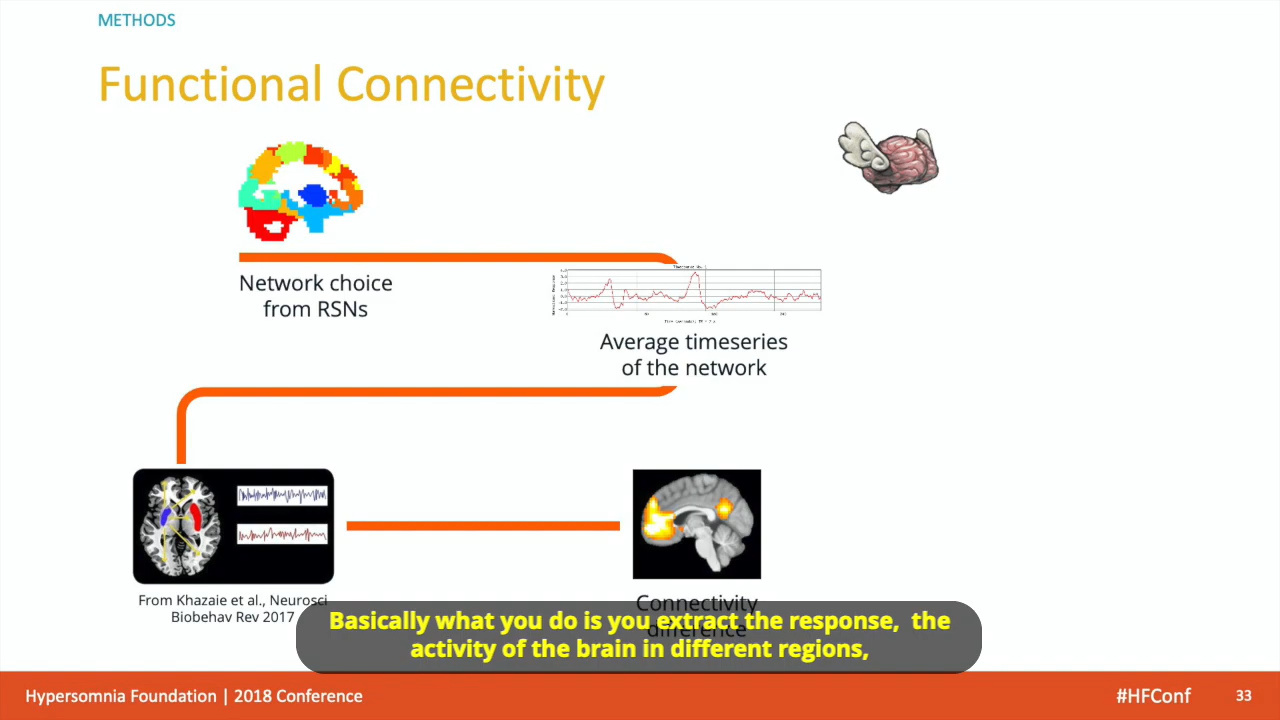 METHODS
Functional Connectivity
Network choice
from RSNs
Average timeseries
of the network
From Khazaie et al., Neurosci
Biobehav Rev 2017
Connectivity
difference
Basically what you do is you extract the response, the
activity of the brain in different regions,
Hypersomnia Foundation | 2018 Conference
#HFConf
33